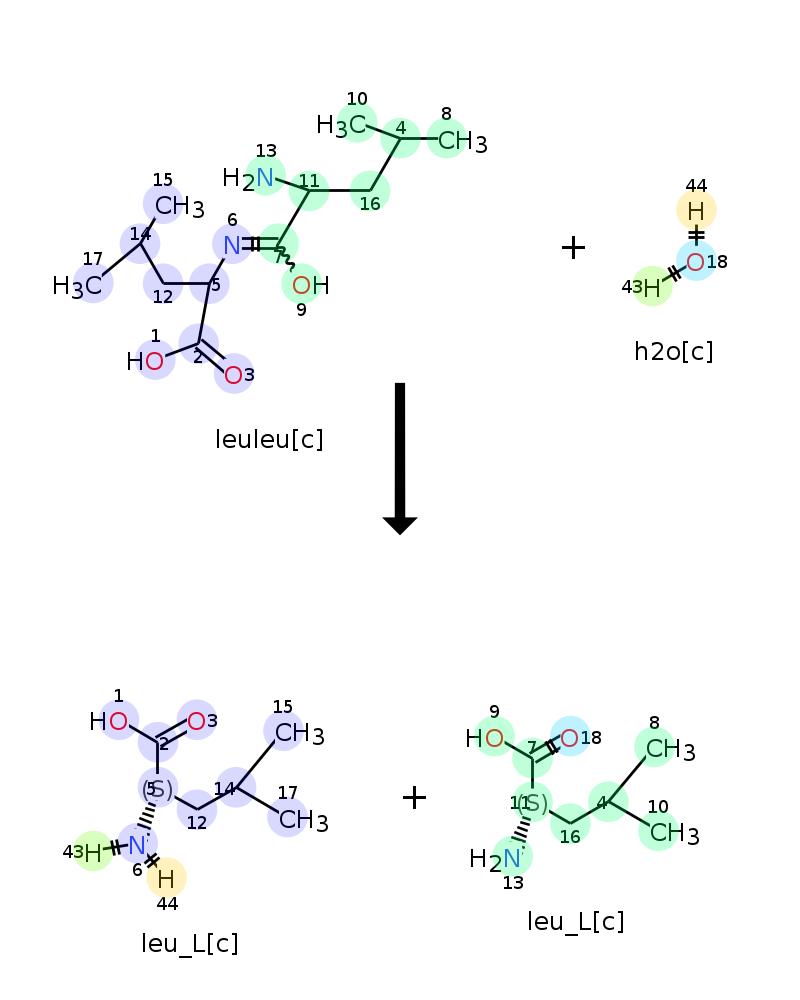 10
H3C
4
8
CH3
13
H2N
11
16
15
CH3
14
6
N
7
17
H3C
12
5
OH
9
1
HO
2
O3
leuleu[c]
+
44
H
O18
43H
h2o[c]
1
HO
O3
2
15
CH3
5
(S)
14
17
CH3
12
43H
N
6
H
44
leu_L[c]
+
9
HO
O18
7
8
CH3
11
(S)
4
10
CH3
16
H2N
13
leu_L[c]